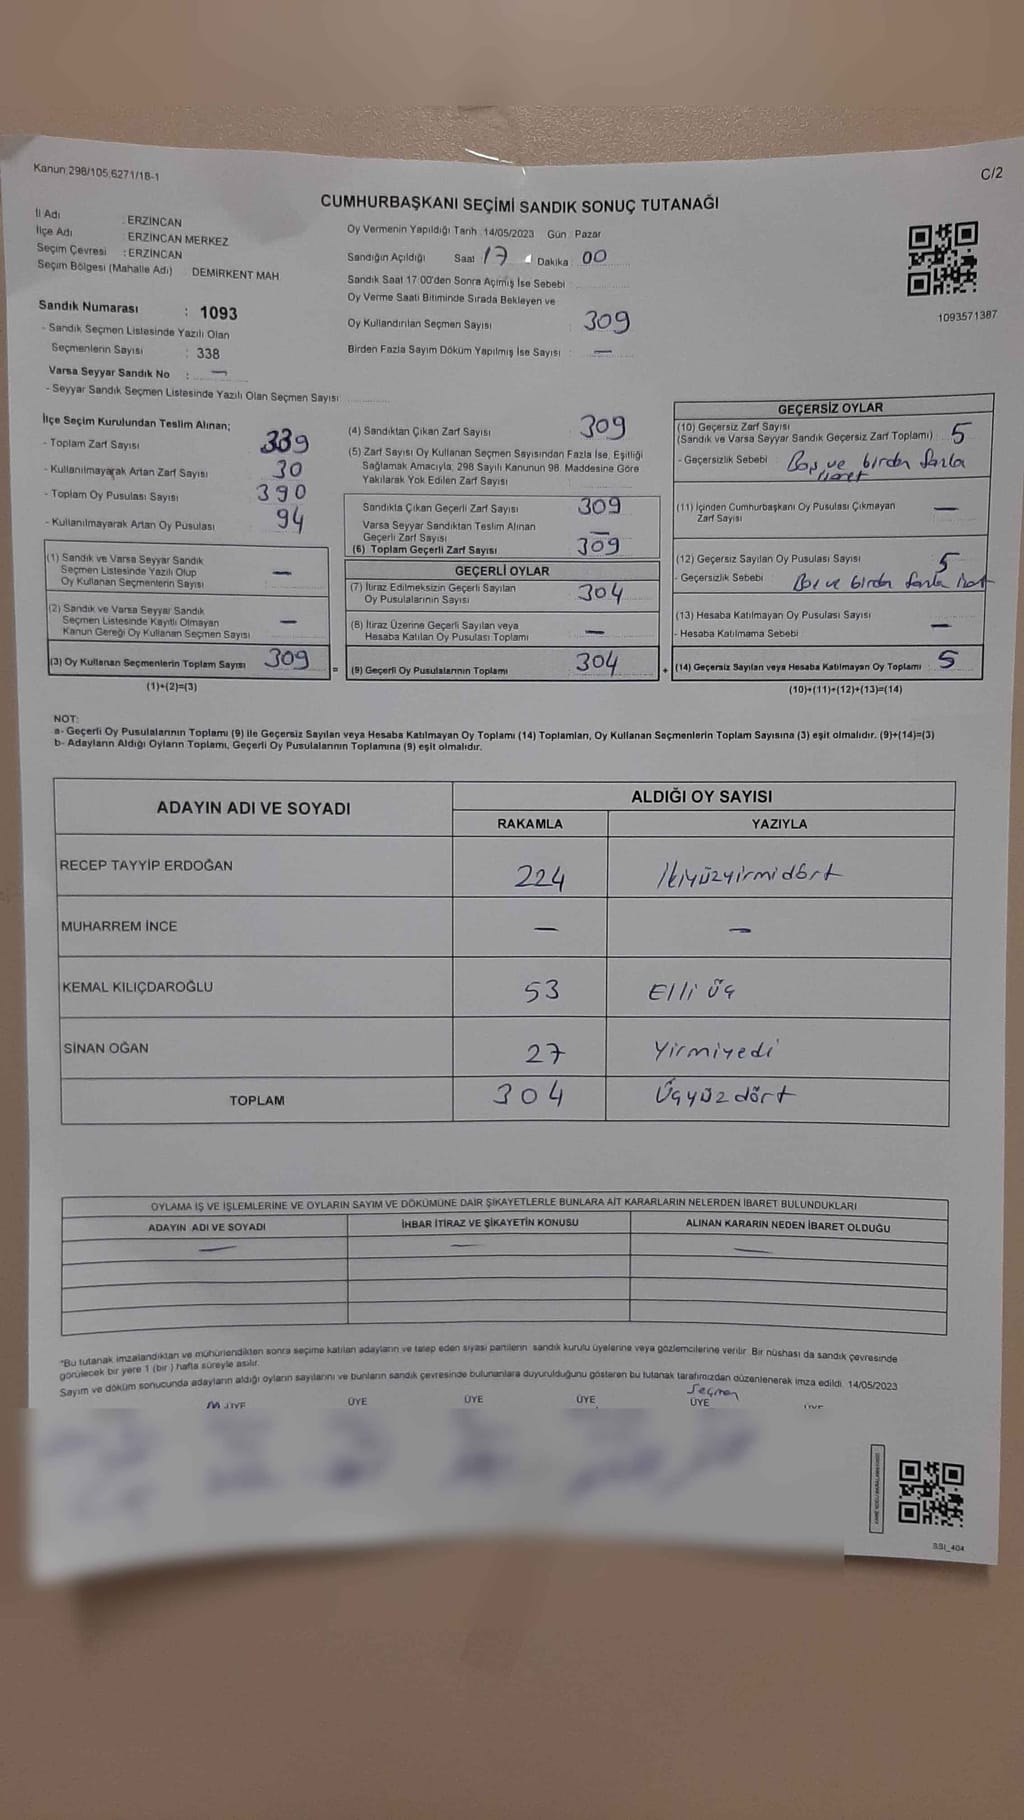 Kanun:298/105,6271/18-1
C/2
CUMHURBAŞKANI SEÇİMİ SANDIK SONUÇ TUTANAĞI
İl Adı : ERZİNCAN
İlçe Adı : ERZİNCAN MERKEZ
Seçim Çevresi : ERZİNCAN
Seçim Bölgesi (Mahalle Adı) DEMİRKENT MAH
Sandık Numarası : 1093
- Sandık Seçmen Listesinde Yazılı Olan
Seçmenlerin Sayısı : 338
Varsa Seyyar Sandık No : —
- Seyyar Sandık Seçmen Listesinde Yazılı Olan Seçmen Sayısı
Oy Vermenin Yapıldığı Tarih :14/05/2023 Gün : Pazar
Sandığın Açıldığı Saat 17 Dakika : 00
Sandık Saat 17:00'den Sonra Açılmış İse Sebebi :
Oy Verme Saati Bitiminde Sırada Bekleyen ve
Oy Kullandırılan Seçmen Sayısı : 309
Birden Fazla Sayım Döküm Yapılmış İse Sayısı : —
1093571387
İlçe Seçim Kurulundan Teslim Alınan;
- Toplam Zarf Sayısı 339
- Kullanılmayarak Artan Zarf Sayısı 30
- Toplam Oy Pusulası Sayısı 390
- Kullanılmayarak Artan Oy Pusulası 94
(1) Sandık ve Varsa Seyyar Sandık
Seçmen Listesinde Yazılı Olup
Oy Kullanan Seçmenlerin Sayısı —
(2) Sandık ve Varsa Seyyar Sandık
Seçmen Listesinde Kayıtlı Olmayan
Kanun Gereği Oy Kullanan Seçmen Sayısı —
(3) Oy Kullanan Seçmenlerin Toplam Sayısı 309
(1)+(2)=(3)
(4) Sandıktan Çıkan Zarf Sayısı 309
(5) Zarf Sayısı Oy Kullanan Seçmen Sayısından Fazla İse, Eşitliği
Sağlamak Amacıyla, 298 Sayılı Kanunun 98. Maddesine Göre
Yakılarak Yok Edilen Zarf Sayısı
Sandıkta Çıkan Geçerli Zarf Sayısı 309
Varsa Seyyar Sandıktan Teslim Alınan
Geçerli Zarf Sayısı —
(6) Toplam Geçerli Zarf Sayısı 309
GEÇERLİ OYLAR
(7) İtiraz Edilmeksizin Geçerli Sayılan
Oy Pusulalarının Sayısı 304
(8) İtiraz Üzerine Geçerli Sayılan veya
Hesaba Katılan Oy Pusulası Toplamı —
= (9) Geçerli Oy Pusulalarının Toplamı 304
GEÇERSİZ OYLAR
(10) Geçersiz Zarf Sayısı
(Sandık ve Varsa Seyyar Sandık Geçersiz Zarf Toplamı) 5
- Geçersizlik Sebebi : Boş ve birden fazla
(11) İçinden Cumhurbaşkanı Oy Pusulası Çıkmayan
Zarf Sayısı —
(12) Geçersiz Sayılan Oy Pusulası Sayısı 5
- Geçersizlik Sebebi : Boş ve birden fazla
(13) Hesaba Katılmayan Oy Pusulası Sayısı
- Hesaba Katılmama Sebebi —
+ (14) Geçersiz Sayılan veya Hesaba Katılmayan Oy Toplamı 5
(10)+(11)+(12)+(13)=(14)
NOT:
a- Geçerli Oy Pusulalarının Toplamı (9) ile Geçersiz Sayılan veya Hesaba Katılmayan Oy Toplamı (14) Toplamları, Oy Kullanan Seçmenlerin Toplam Sayısına (3) eşit olmalıdır. (9)+(14)=(3)
b- Adayların Aldığı Oyların Toplamı, Geçerli Oy Pusulalarının Toplamına (9) eşit olmalıdır.
ADAYIN ADI VE SOYADI ALDIĞI OY SAYISI
RAKAMLA YAZIYLA
RECEP TAYYİP ERDOĞAN 224 İkiyüzyirmidört
MUHARREM İNCE — —
KEMAL KILIÇDAROĞLU 53 Elli üç
SİNAN OĞAN 27 Yirmiyedi
TOPLAM 304 Üçyüzdört
OYLAMA İŞ VE İŞLEMLERİNE VE OYLARIN SAYIM VE DÖKÜMÜNE DAİR ŞİKAYETLERLE BUNLARA AİT KARARLARIN NELERDEN İBARET BULUNDUKLARI
ADAYIN ADI VE SOYADI İHBAR İTİRAZ VE ŞİKAYETİN KONUSU ALINAN KARARIN NEDEN İBARET OLDUĞU
— — —
*Bu tutanak imzalandıktan ve mühürlendikten sonra seçime katılan adayların ve talep eden siyasi partilerin sandık kurulu üyelerine veya gözlemcilerine verilir. Bir nüshası da sandık çevresinde
görülecek bir yere 1 (bir) hafta süreyle asılır.
Sayım ve döküm sonucunda adayların aldığı oyların sayılarını ve bunların sandık çevresinde bulunanlara duyurulduğunu gösteren bu tutanak tarafımızdan düzenlenerek imza edildi. 14/05/2023
Seçmen
ÜYE ÜYE ÜYE ÜYE ÜYE
SSI_404